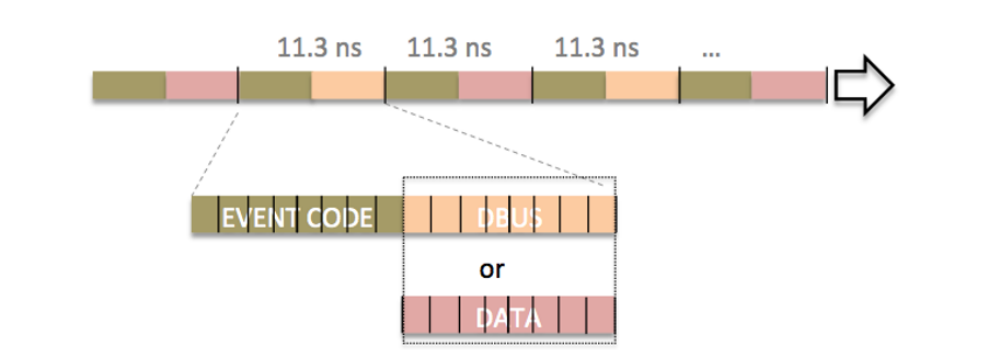 11.3 ns 11.3 ns 11.3 ns ...
EVENT CODE DBUS
or
DATA